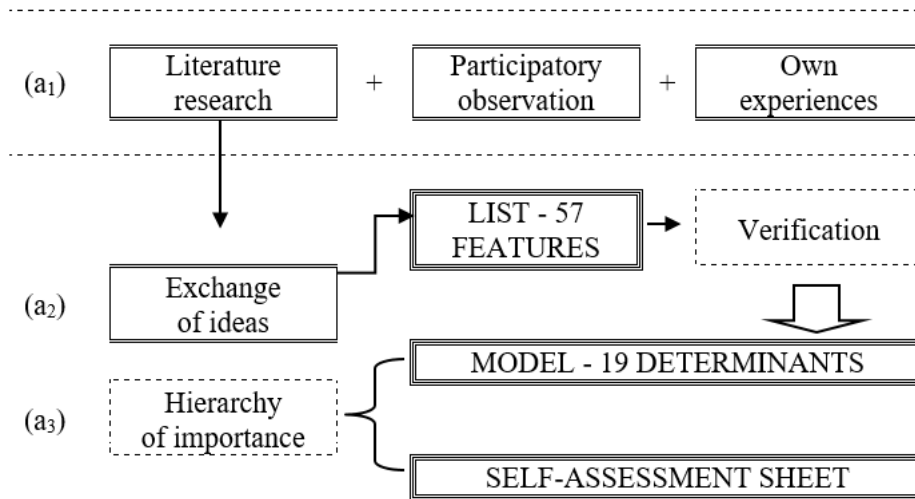 (a₁)
Literature
research
+
Participatory
observation
+
Own
experiences
(a₂)
Exchange
of ideas
LIST - 57
FEATURES
Verification
MODEL - 19 DETERMINANTS
(a₃)
Hierarchy
of importance
SELF-ASSESSMENT SHEET